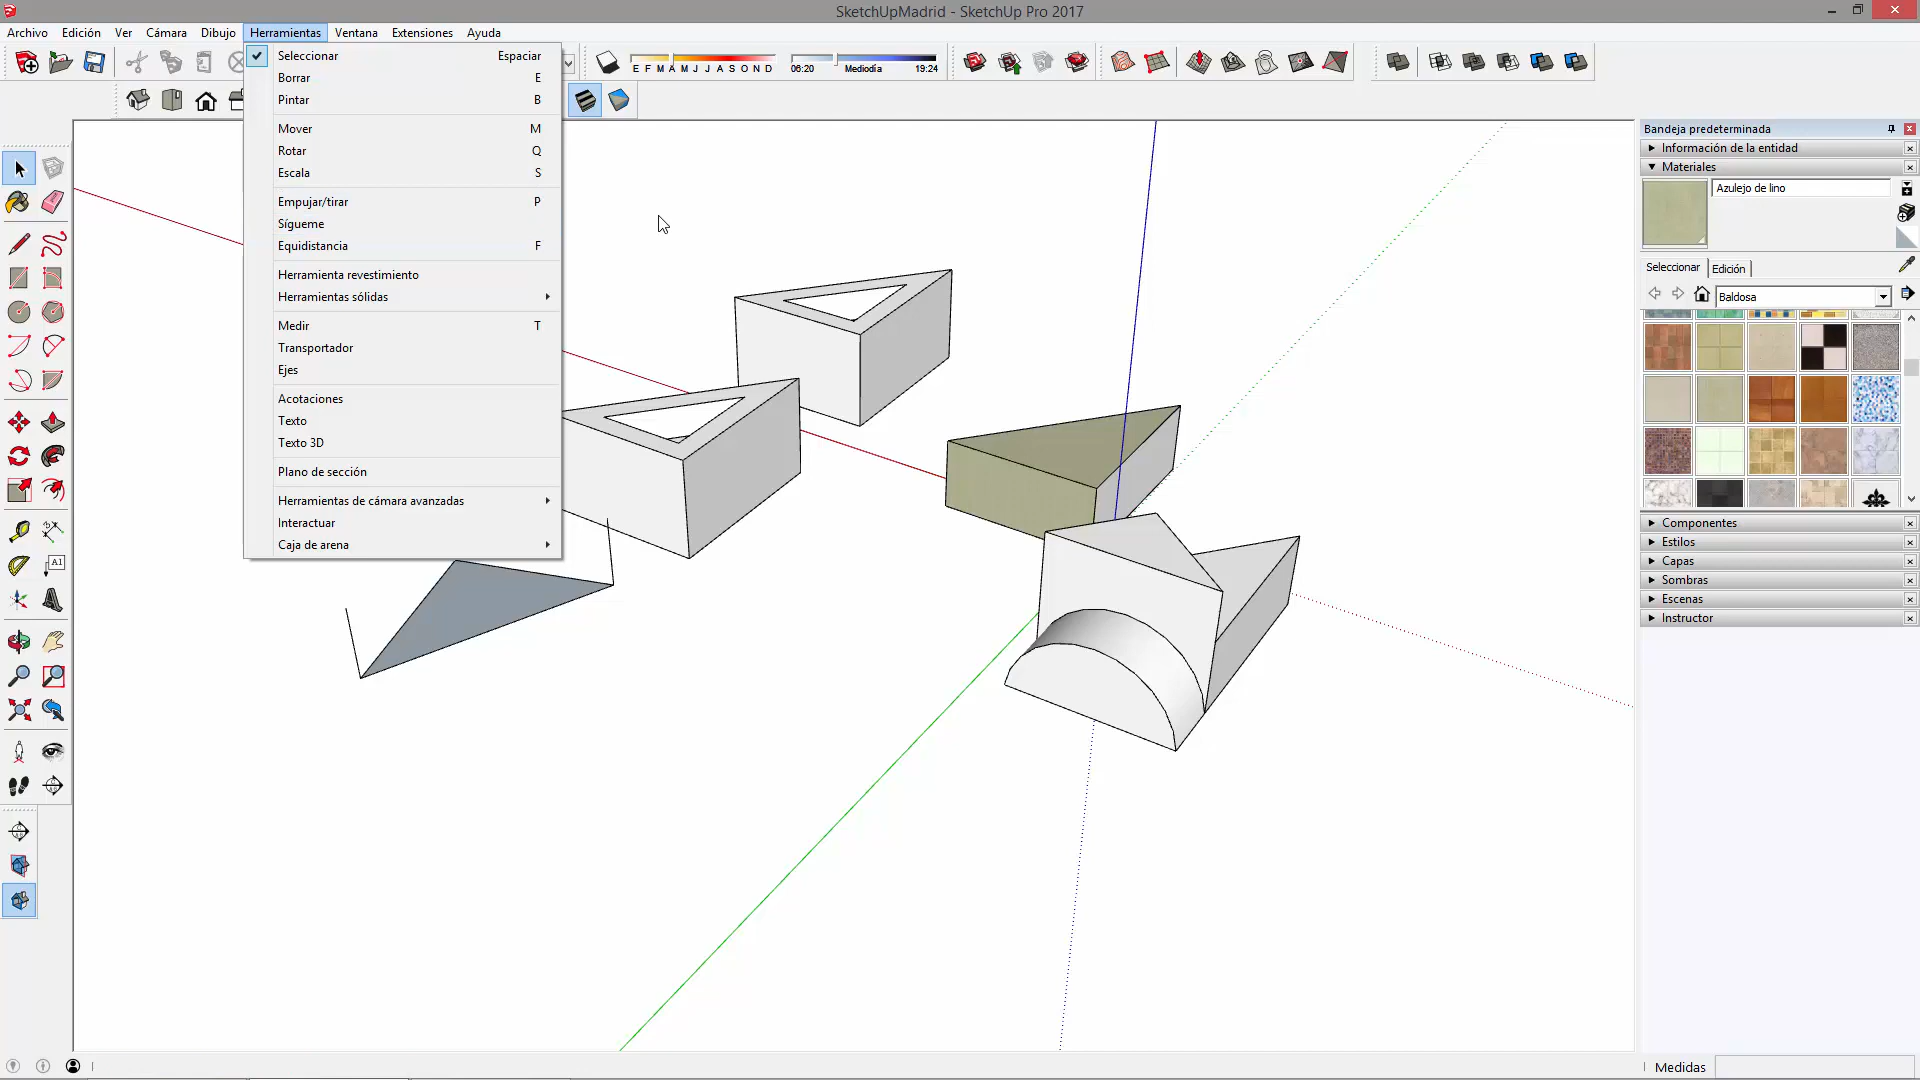 SketchUpMadrid - SketchUp Pro 2017
Archivo Edición Ver Cámara Dibujo Herramientas Ventana Extensiones Ayuda
E F M A M J J A S O N D 06:20 Mediodía 19:24
Seleccionar Espaciar
Borrar E
Pintar B
Mover M
Rotar Q
Escala S
Empujar/tirar P
Sígueme
Equidistancia F
Herramienta revestimiento
Herramientas sólidas
Medir T
Transportador
Ejes
Acotaciones
Texto
Texto 3D
Plano de sección
Herramientas de cámara avanzadas
Interactuar
Caja de arena
A1
Bandeja predeterminada
Información de la entidad
Materiales
Azulejo de lino
Seleccionar Edición
Baldosa
Componentes
Estilos
Capas
Sombras
Escenas
Instructor
Medidas